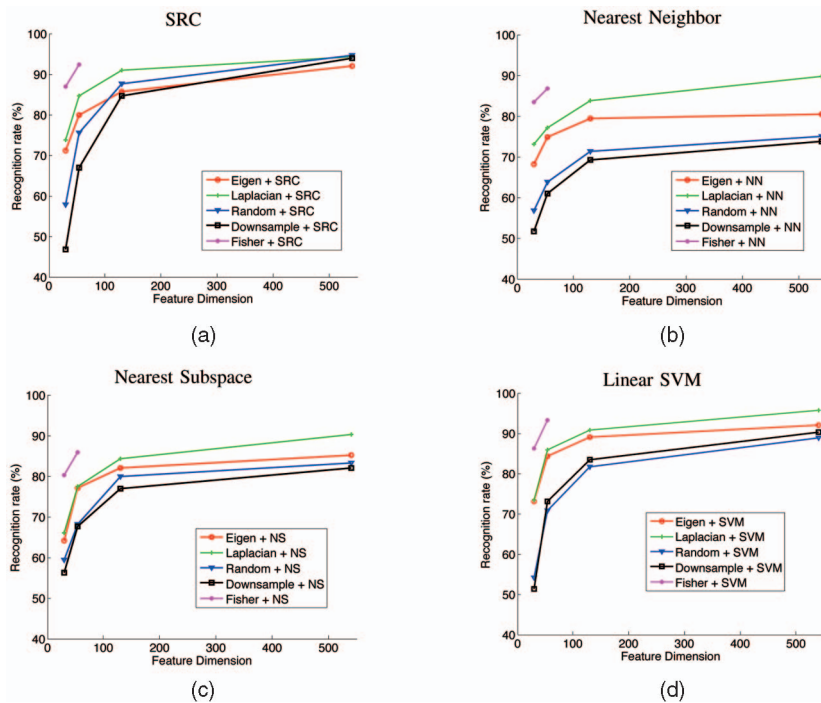 SRC
100
90
80
70
60
50
40
Recognition rate (%)
Eigen + SRC
Laplacian + SRC
Random + SRC
Downsample + SRC
Fisher + SRC
0 100 200 300 400 500
Feature Dimension
(a)
Nearest Neighbor
100
90
80
70
60
50
40
Recognition rate (%)
Eigen + NN
Laplacian + NN
Random + NN
Downsample + NN
Fisher + NN
0 100 200 300 400 500
Feature Dimension
(b)
Nearest Subspace
100
90
80
70
60
50
40
Recognition rate (%)
Eigen + NS
Laplacian + NS
Random + NS
Downsample + NS
Fisher + NS
0 100 200 300 400 500
Feature Dimension
(c)
Linear SVM
100
90
80
70
60
50
40
Recognition rate (%)
Eigen + SVM
Laplacian + SVM
Random + SVM
Downsample + SVM
Fisher + SVM
0 100 200 300 400 500
Feature Dimension
(d)